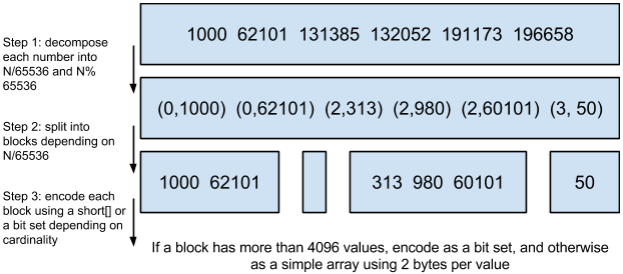 1000 62101 131385 132052 191173 196658
Step 1: decompose
each number into
N/65536 and N%
65536
(0,1000) (0,62101) (2,313) (2,980) (2,60101) (3, 50)
Step 2: split into
blocks depending on
N/65536
1000 62101
313 980 60101
50
Step 3: encode each
block using a short[] or
a bit set depending on
cardinality
If a block has more than 4096 values, encode as a bit set, and otherwise
as a simple array using 2 bytes per value